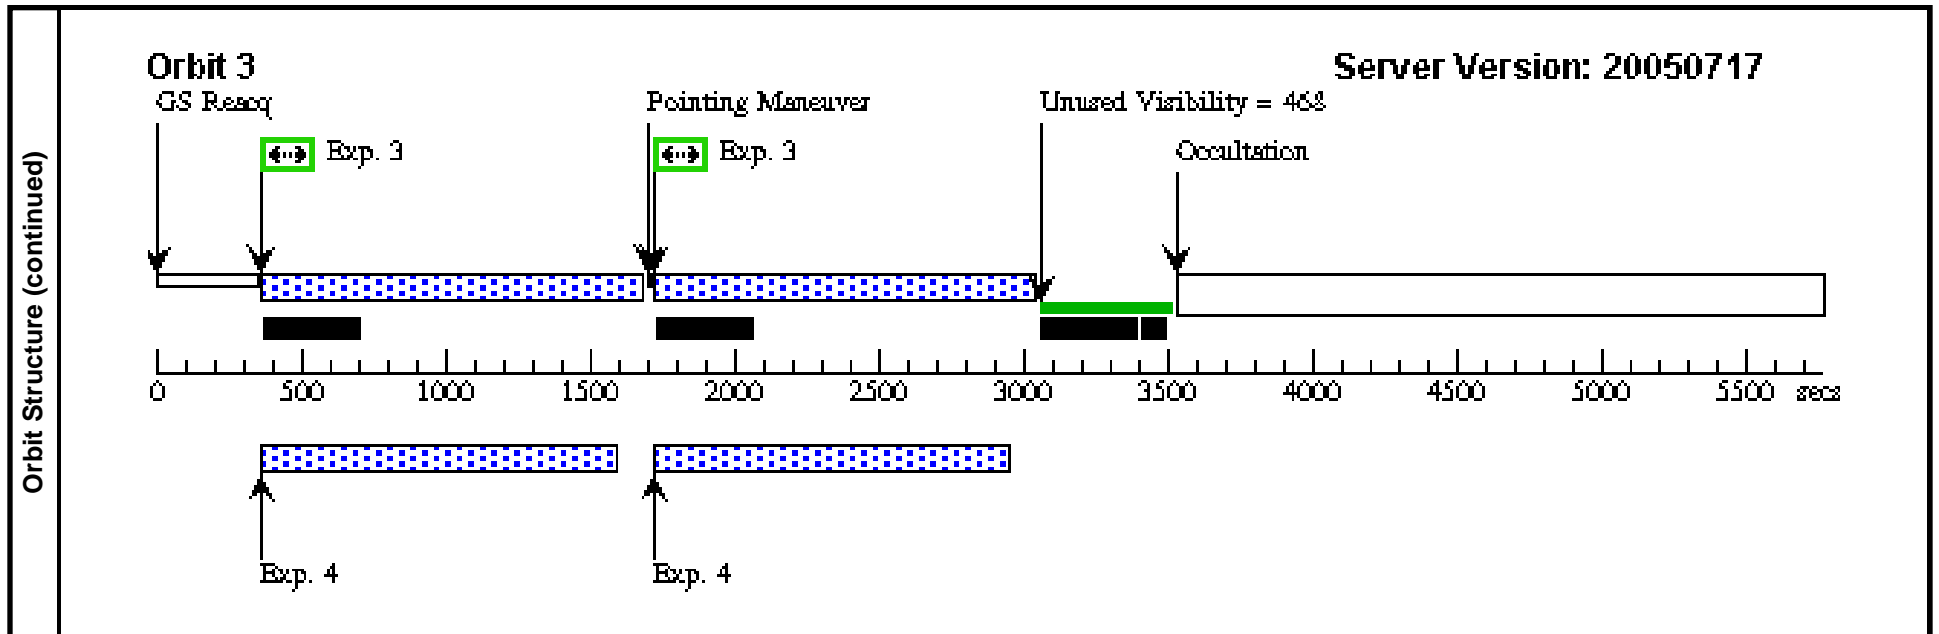 Orbit Structure (continued)
Orbit 3
Server Version: 20050717
GS Reacq
Pointing Maneuver
Unused Visibility = 468
Exp. 3
Exp. 3
Occultation
0 500 1000 1500 2000 2500 3000 3500 4000 4500 5000 5500 secs
Exp. 4
Exp. 4